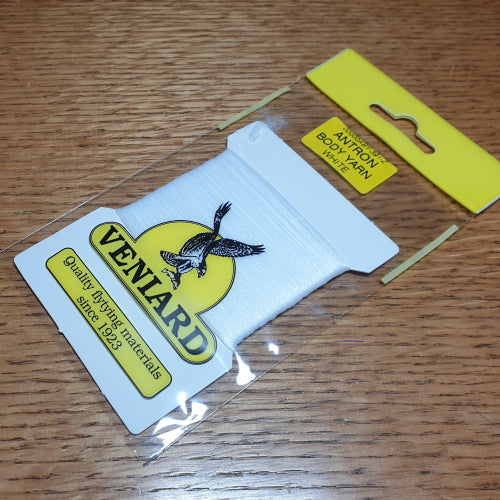 ANTRON
BODY YARN
WHITE
VENIARD
Quality flytying materials
since 1923